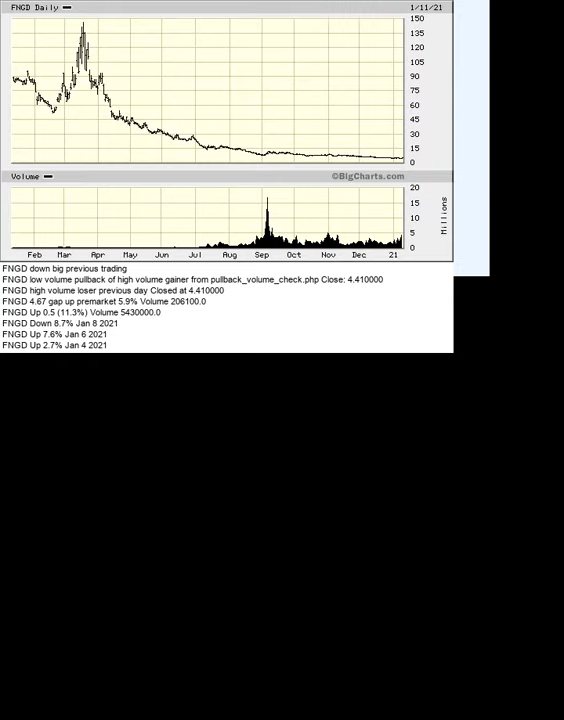 FNGD Daily 1/11/21
150
135
120
105
90
75
60
45
30
15
0
Volume ©BigCharts.com
20
15
10
5
0
Millions
Feb Mar Apr May Jun Jul Aug Sep Oct Nov Dec 21
FNGD down big previous trading
FNGD low volume pullback of high volume gainer from pullback_volume_check.php Close: 4.410000
FNGD high volume loser previous day Closed at 4.410000
FNGD 4.67 gap up premarket 5.9% Volume 206100.0
FNGD Up 0.5 (11.3%) Volume 5430000.0
FNGD Down 8.7% Jan 8 2021
FNGD Up 7.6% Jan 6 2021
FNGD Up 2.7% Jan 4 2021